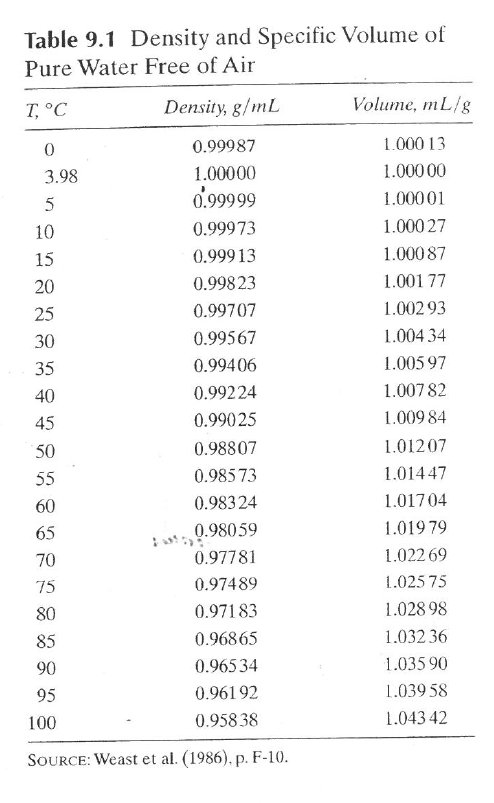 Table 9.1 Density and Specific Volume of
Pure Water Free of Air
T, °C Density, g/mL Volume, mL/g
0 0.99987 1.00013
3.98 1.00000 1.00000
5 0.99999 1.00001
10 0.99973 1.00027
15 0.99913 1.00087
20 0.99823 1.00177
25 0.99707 1.00293
30 0.99567 1.00434
35 0.99406 1.00597
40 0.99224 1.00782
45 0.99025 1.00984
50 0.98807 1.01207
55 0.98573 1.01447
60 0.98324 1.01704
65 0.98059 1.01979
70 0.97781 1.02269
75 0.97489 1.02575
80 0.97183 1.02898
85 0.96865 1.03236
90 0.96534 1.03590
95 0.96192 1.03958
100 0.95838 1.04342
SOURCE: Weast et al. (1986), p. F-10.